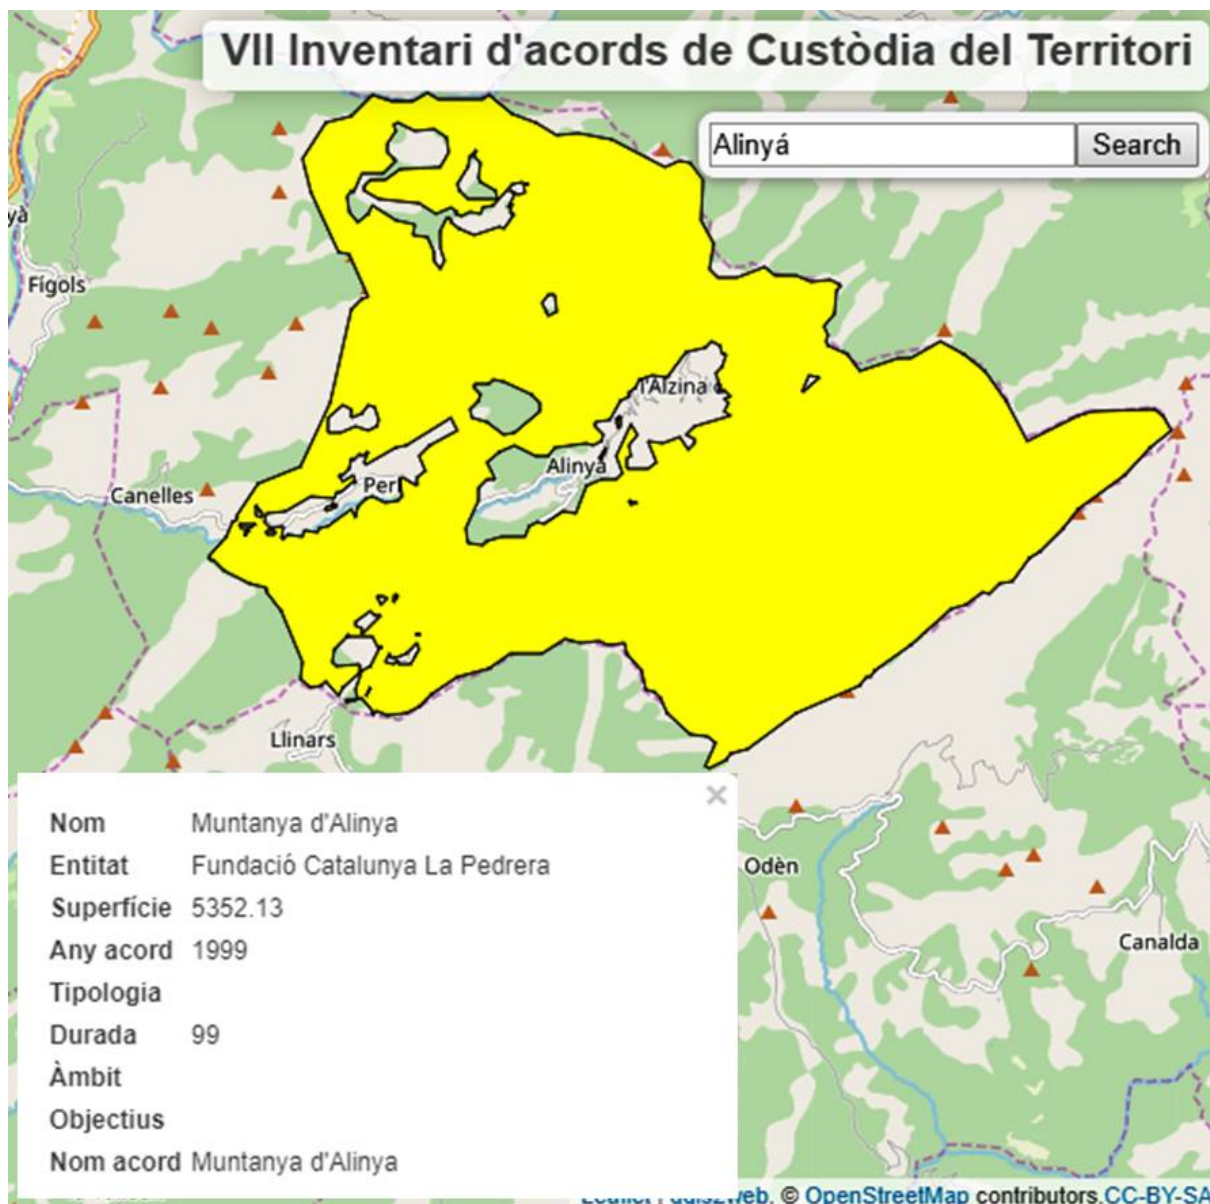 VII Inventari d'acords de Custòdia del Territori
Alinyá Search
yà
Fígols
l'Alzina
Alinyà
Per
Canelles
Llinars
Nom Muntanya d'Alinya
Entitat Fundació Catalunya La Pedrera
Superfície 5352.13
Any acord 1999
Tipologia
Durada 99
Àmbit
Objectius
Nom acord Muntanya d'Alinya
Odèn
Canalda
© OpenStreetMap contributors CC-BY-SA